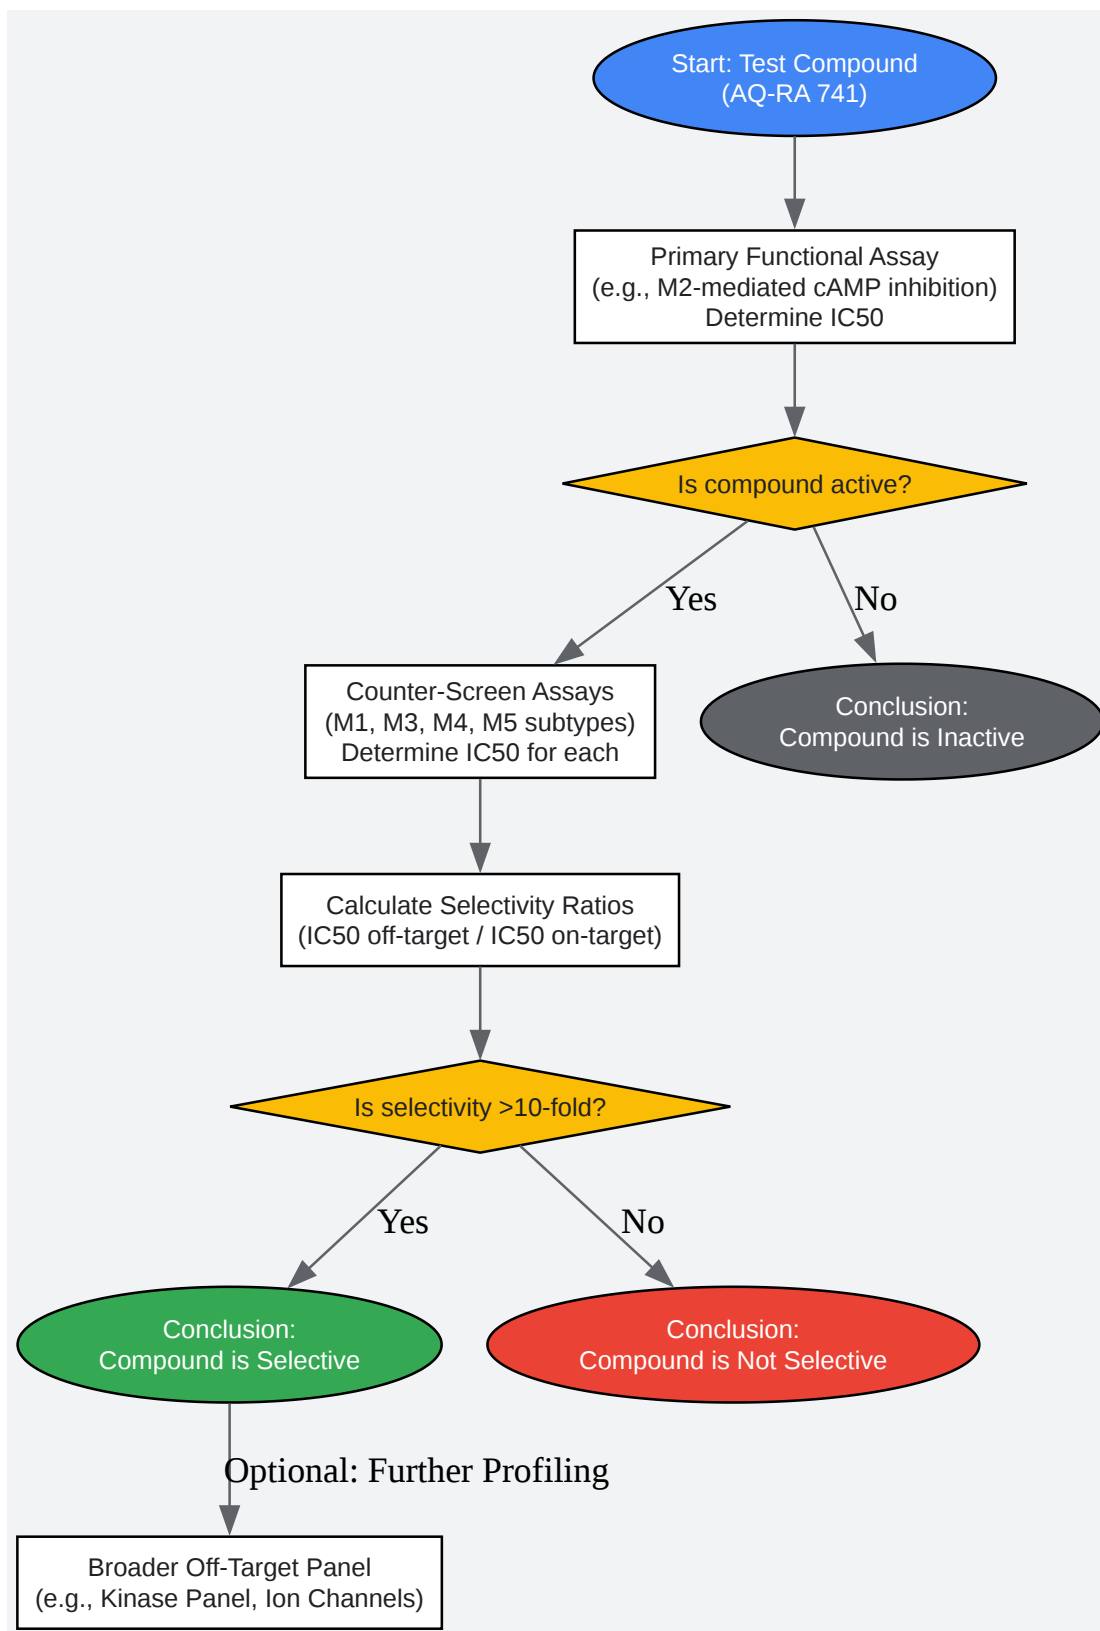 Start: Test Compound
(AQ-RA 741)
Primary Functional Assay
(e.g., M2-mediated cAMP inhibition)
Determine IC50
Is compound active?
Yes
No
Counter-Screen Assays
(M1, M3, M4, M5 subtypes)
Determine IC50 for each
Conclusion:
Compound is Inactive
Calculate Selectivity Ratios
(IC50 off-target / IC50 on-target)
Is selectivity >10-fold?
Yes
No
Conclusion:
Compound is Selective
Conclusion:
Compound is Not Selective
Optional: Further Profiling
Broader Off-Target Panel
(e.g., Kinase Panel, Ion Channels)